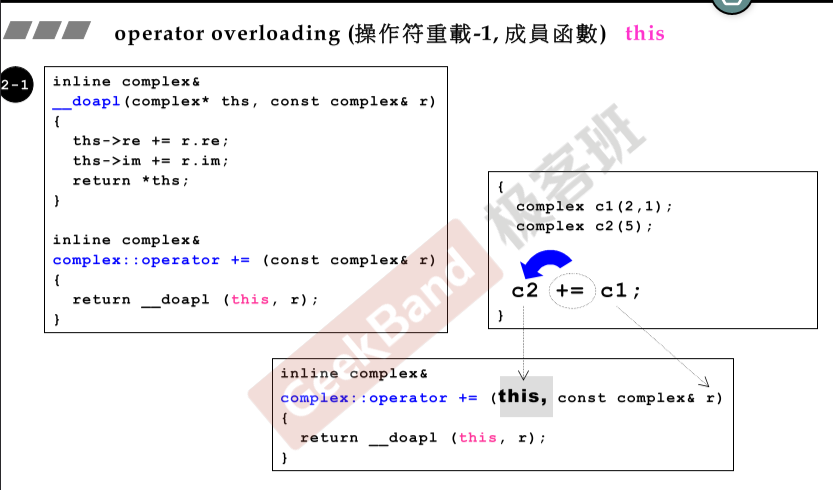 operator overloading (操作符重載-1, 成員函數) this
2-1
inline complex&
__doapl(complex* ths, const complex& r)
{
ths->re += r.re;
ths->im += r.im;
return *ths;
}
inline complex&
complex::operator += (const complex& r)
{
return __doapl (this, r);
}
{
complex c1(2,1);
complex c2(5);
c2 += c1;
}
inline complex&
complex::operator += (this, const complex& r)
{
return __doapl (this, r);
}
GeekBand 极客班